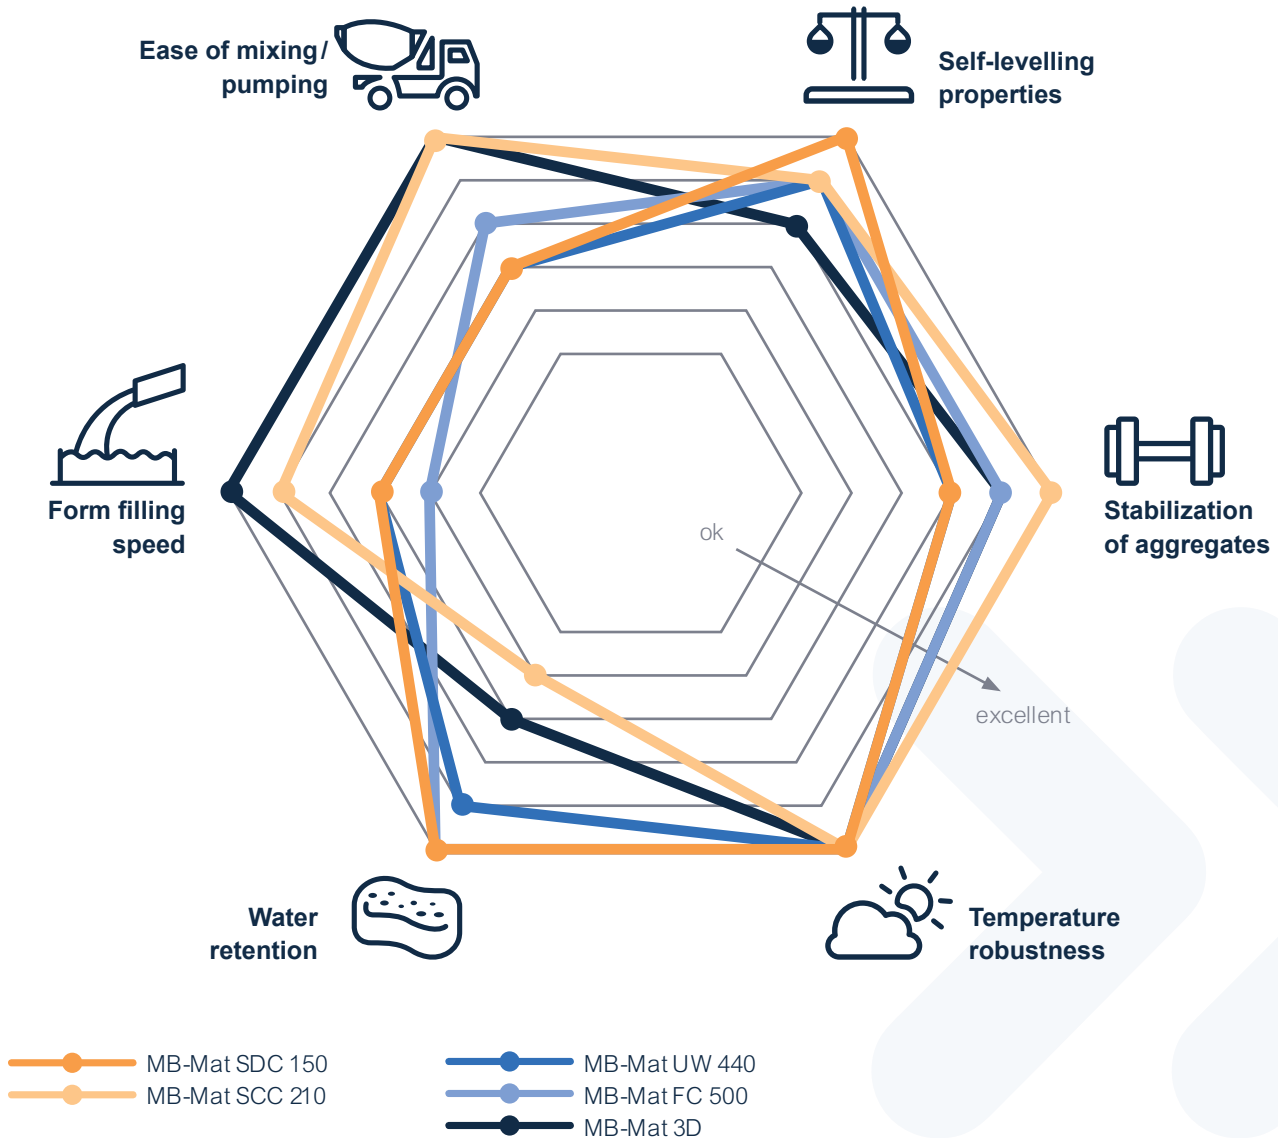 Ease of mixing/
pumping
Self-levelling
properties
Form filling
speed
ok
Stabilization
of aggregates
excellent
Water
retention
Temperature
robustness
MB-Mat SDC 150
MB-Mat SCC 210
MB-Mat UW 440
MB-Mat FC 500
MB-Mat 3D